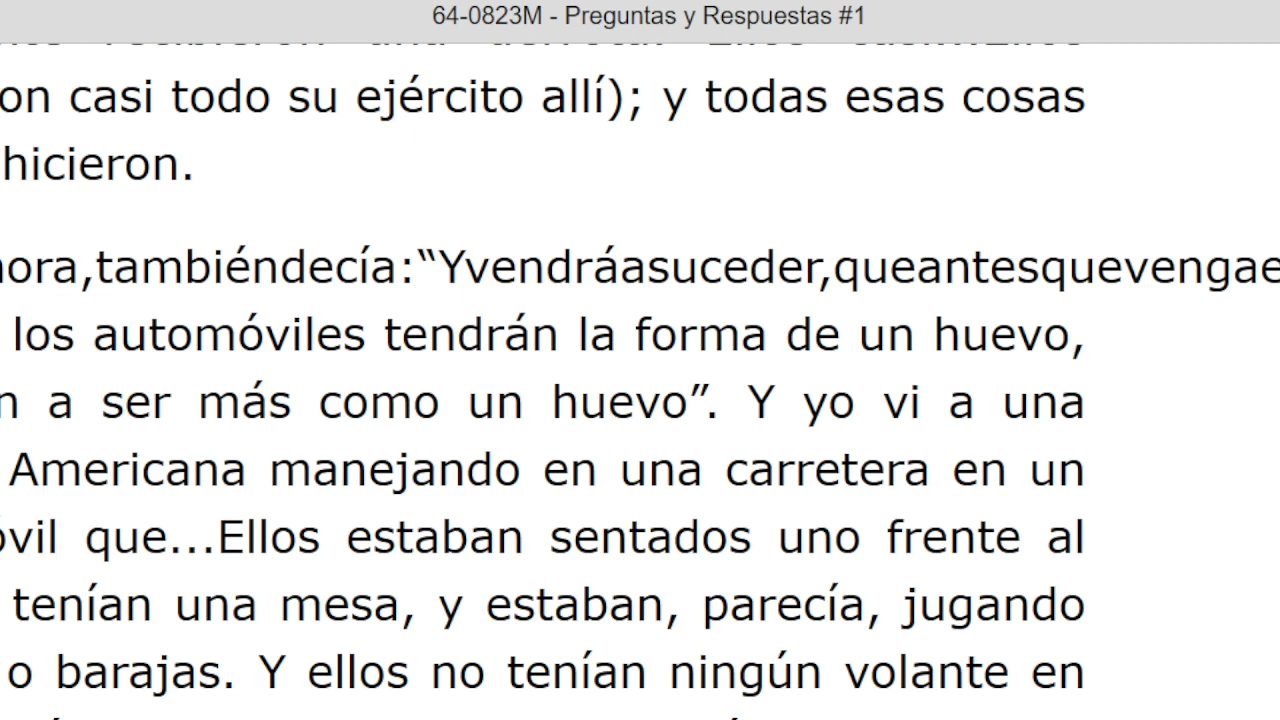 64-0823M - Preguntas y Respuestas #1
on casi todo su ejército allí); y todas esas cosas
hicieron.
ora,tambiéndecía:“Yvendráasuceder,queantesquevengae
los automóviles tendrán la forma de un huevo,
n a ser más como un huevo”. Y yo vi a una
Americana manejando en una carretera en un
óvil que...Ellos estaban sentados uno frente al
tenían una mesa, y estaban, parecía, jugando
o barajas. Y ellos no tenían ningún volante en